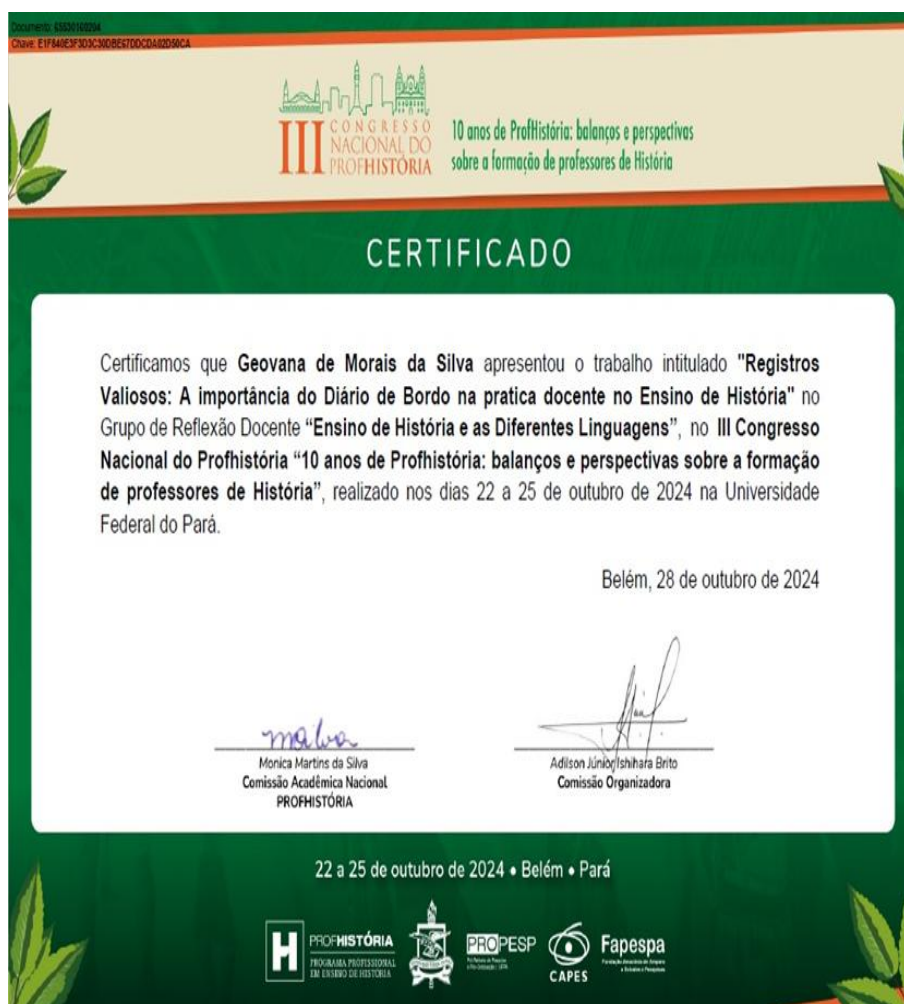 Documento: 65530160204
Chave: E1F640E3F3D3C30DBE67DDCDA02D50CA
III CONGRESSO
NACIONAL DO
PROFHISTÓRIA
10 anos de ProfHistória: balanços e perspectivas
sobre a formação de professores de História
CERTIFICADO
Certificamos que Geovana de Morais da Silva apresentou o trabalho intitulado "Registros
Valiosos: A importância do Diário de Bordo na pratica docente no Ensino de História" no
Grupo de Reflexão Docente “Ensino de História e as Diferentes Linguagens”, no III Congresso
Nacional do Profhistória “10 anos de Profhistória: balanços e perspectivas sobre a formação
de professores de História”, realizado nos dias 22 a 25 de outubro de 2024 na Universidade
Federal do Pará.
Belém, 28 de outubro de 2024
Monica Martins da Silva
Comissão Acadêmica Nacional
PROFHISTÓRIA
Adilson Júnior Ishihara Brito
Comissão Organizadora
22 a 25 de outubro de 2024 • Belém • Pará
H PROFHISTÓRIA
PROGRAMA PROFISSIONAL
EM ENSINO DE HISTÓRIA
PROPESP
CAPES
Fapespa